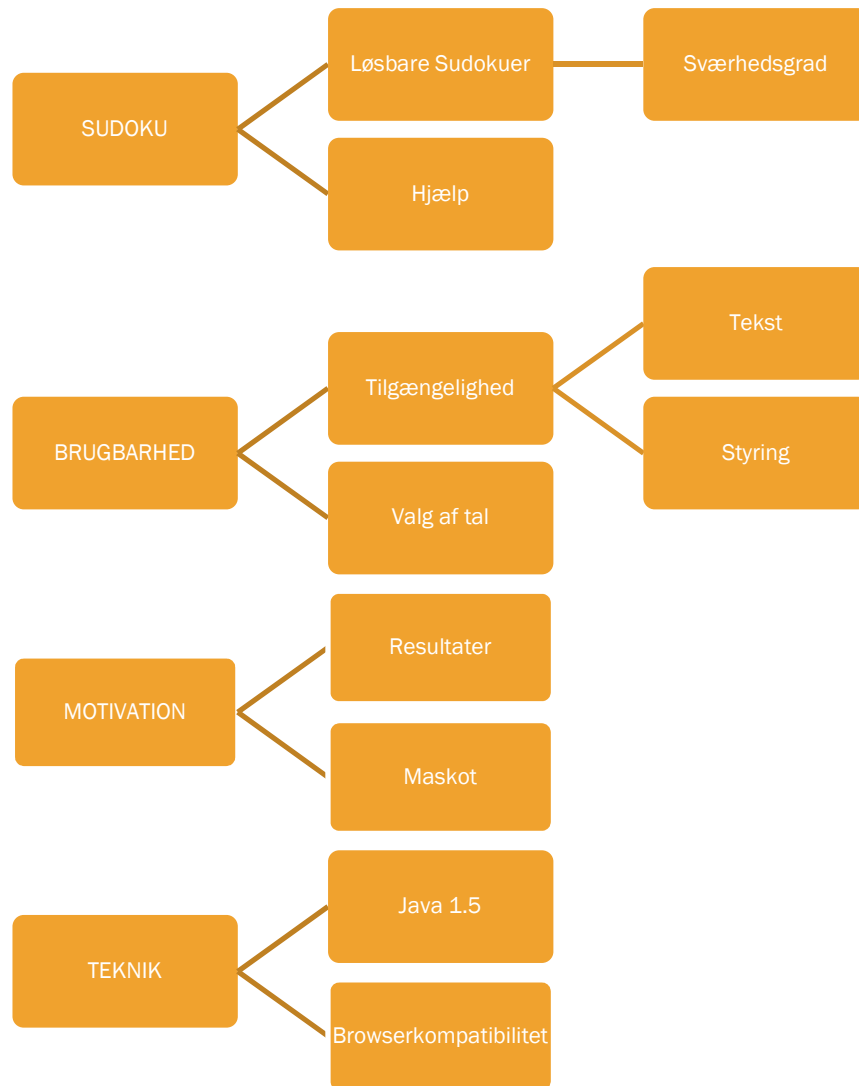 SUDOKU
Løsbare Sudokuer
Sværhedsgrad
Hjælp
BRUGBARHED
Tilgængelighed
Tekst
Styring
Valg af tal
MOTIVATION
Resultater
Maskot
TEKNIK
Java 1.5
Browserkompatibilitet